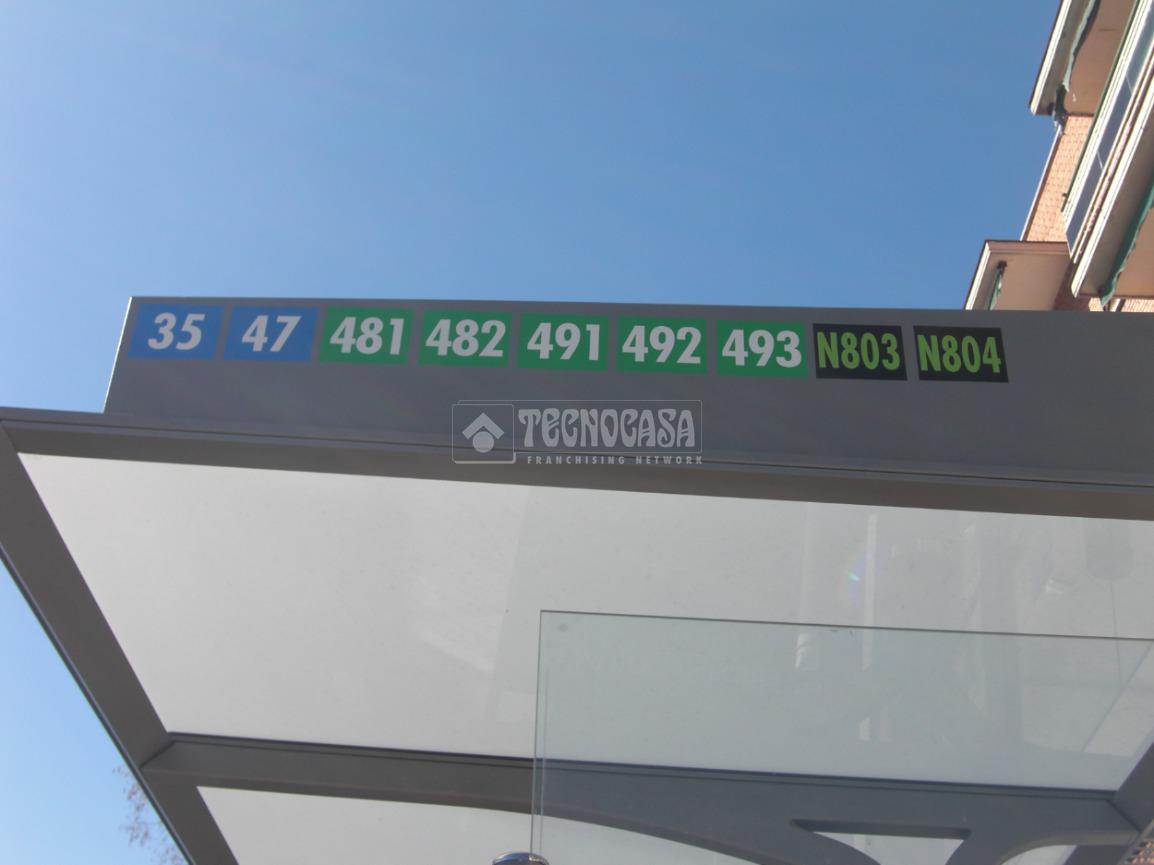 35 47 481 482 491 492 493 N803 N804
TECNOCASA
FRANCHISING NETWORK